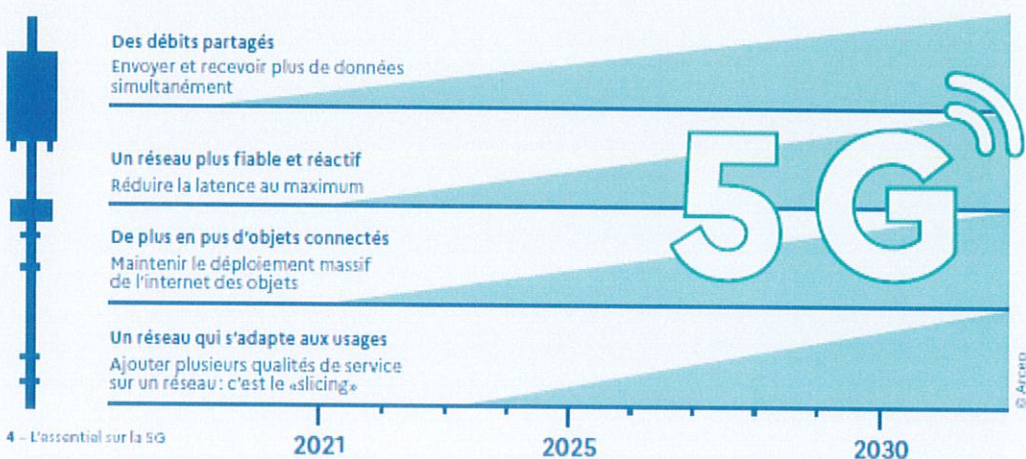 Des débits partagés
Envoyer et recevoir plus de données
simultanément
Un réseau plus fiable et réactif
Réduire la latence au maximum
De plus en pus d'objets connectés
Maintenir le déploiement massif
de l'internet des objets
Un réseau qui s'adapte aux usages
Ajouter plusieurs qualités de service
sur un réseau: c'est le «slicing»
5G
© Arcep
4 – L'essentiel sur la 5G
2021
2025
2030